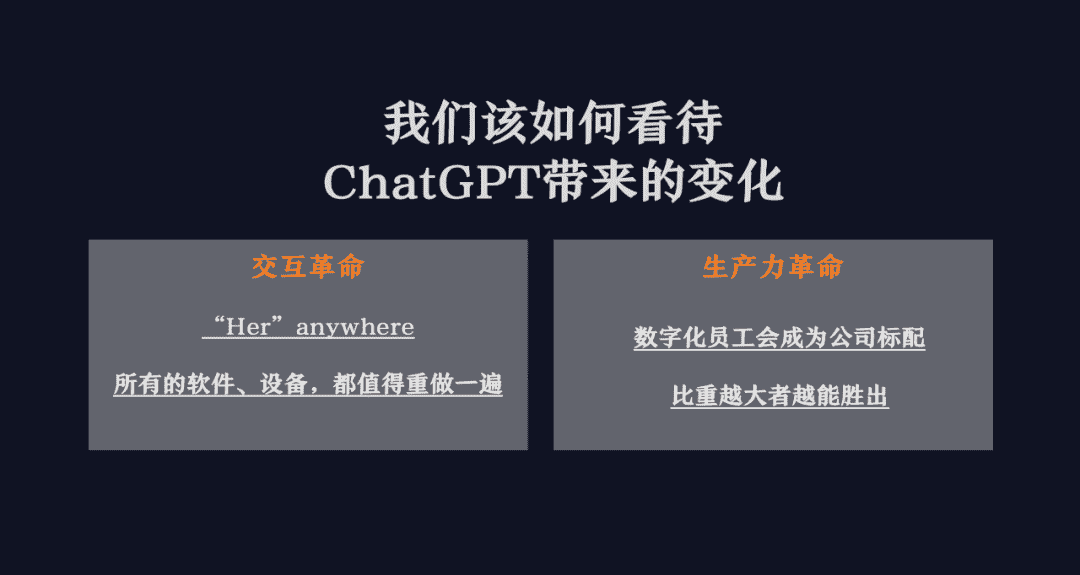 我们该如何看待
ChatGPT带来的变化
交互革命
“Her”anywhere
所有的软件、设备，都值得重做一遍
生产力革命
数字化员工会成为公司标配
比重越大者越能胜出